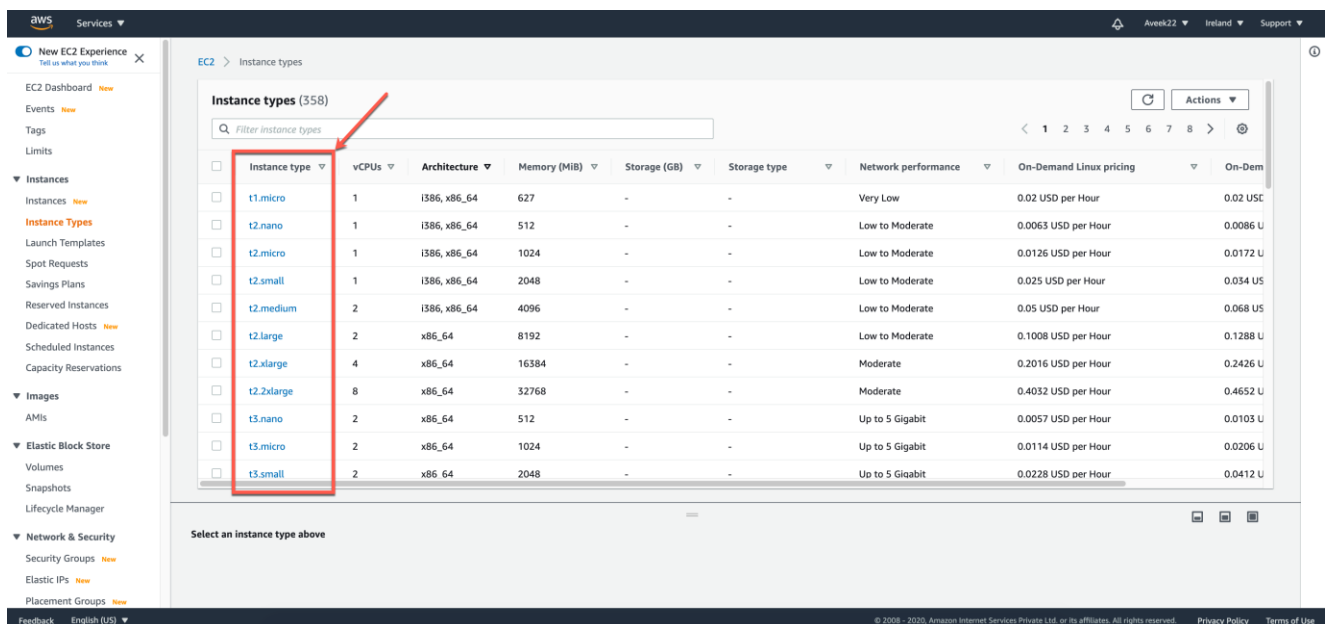 aws Services ▼ Aveek22 ▼ Ireland ▼ Support ▼
New EC2 Experience
Tell us what you think
EC2 Dashboard New
Events New
Tags
Limits
▼ Instances
Instances New
Instance Types
Launch Templates
Spot Requests
Savings Plans
Reserved Instances
Dedicated Hosts New
Scheduled Instances
Capacity Reservations
▼ Images
AMIs
▼ Elastic Block Store
Volumes
Snapshots
Lifecycle Manager
▼ Network & Security
Security Groups New
Elastic IPs New
Placement Groups New
EC2 > Instance types
Instance types (358) Actions ▼
Filter instance types < 1 2 3 4 5 6 7 8 >
Instance type vCPUs Architecture Memory (MiB) Storage (GB) Storage type Network performance On-Demand Linux pricing On-Dem
t1.micro 1 i386, x86_64 627 - - Very Low 0.02 USD per Hour 0.02 USD
t2.nano 1 i386, x86_64 512 - - Low to Moderate 0.0063 USD per Hour 0.0086 U
t2.micro 1 i386, x86_64 1024 - - Low to Moderate 0.0126 USD per Hour 0.0172 U
t2.small 1 i386, x86_64 2048 - - Low to Moderate 0.025 USD per Hour 0.034 US
t2.medium 2 i386, x86_64 4096 - - Low to Moderate 0.05 USD per Hour 0.068 US
t2.large 2 x86_64 8192 - - Low to Moderate 0.1008 USD per Hour 0.1288 U
t2.xlarge 4 x86_64 16384 - - Moderate 0.2016 USD per Hour 0.2426 U
t2.2xlarge 8 x86_64 32768 - - Moderate 0.4032 USD per Hour 0.4652 U
t3.nano 2 x86_64 512 - - Up to 5 Gigabit 0.0057 USD per Hour 0.0103 U
t3.micro 2 x86_64 1024 - - Up to 5 Gigabit 0.0114 USD per Hour 0.0206 U
t3.small 2 x86_64 2048 - - Up to 5 Gigabit 0.0228 USD per Hour 0.0412 U
Select an instance type above
Feedback English (US) ▼ © 2008 - 2020, Amazon Internet Services Private Ltd. or its affiliates. All rights reserved. Privacy Policy Terms of Use